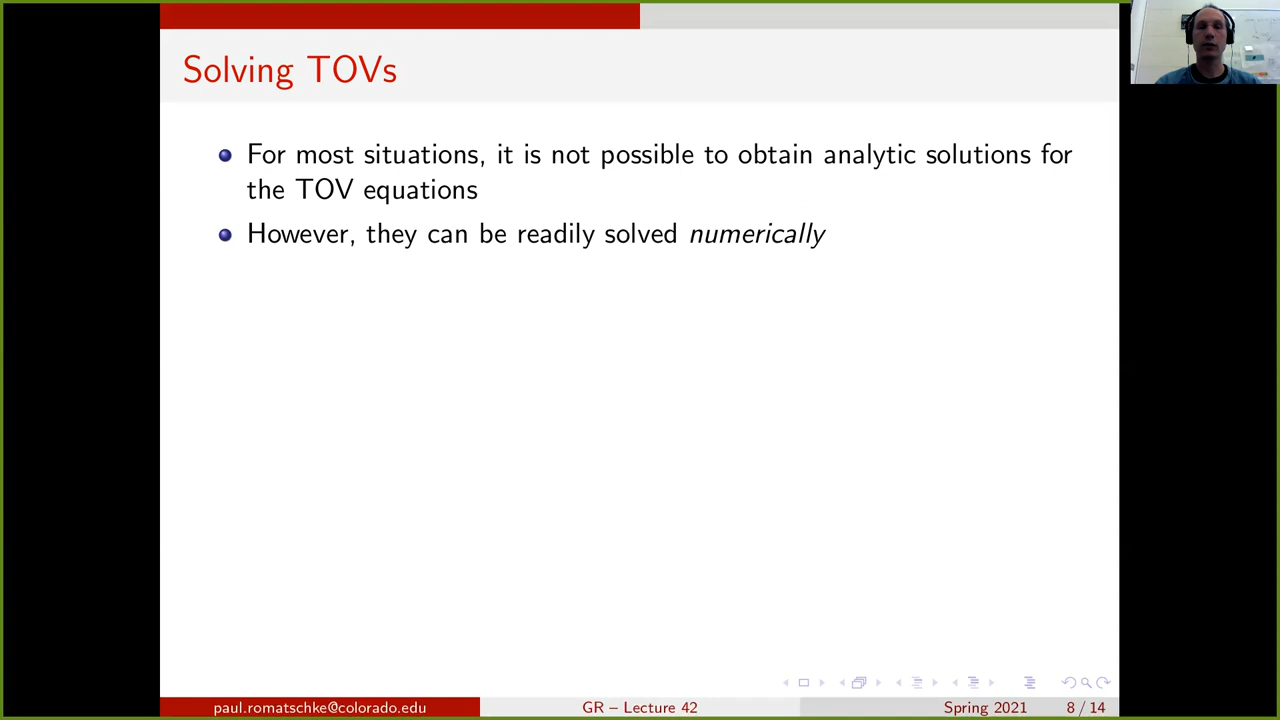 Solving TOVs
For most situations, it is not possible to obtain analytic solutions for
the TOV equations
However, they can be readily solved numerically
paul.romatschke@colorado.edu
GR – Lecture 42
Spring 2021
8 / 14